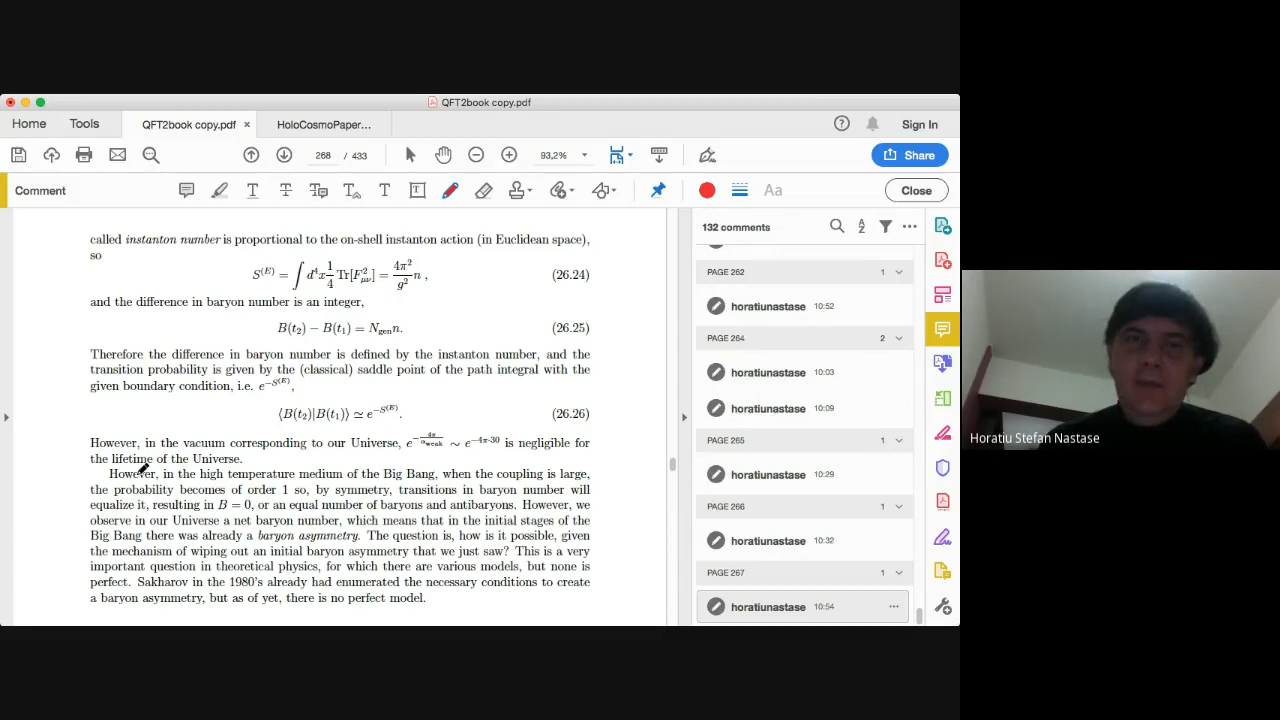 QFT2book copy.pdf
Home Tools QFT2book copy.pdf × HoloCosmoPaper... Sign In
268 / 433 93,2% Share
Comment Aa Close
called instanton number is proportional to the on-shell instanton action (in Euclidean space),
so
S^{(E)} = ∫ d^4x 1/4 Tr[F^2_{μν}] = 4π^2/g^2 n , (26.24)
and the difference in baryon number is an integer,
B(t_2) − B(t_1) = N_{gen}n. (26.25)
Therefore the difference in baryon number is defined by the instanton number, and the
transition probability is given by the (classical) saddle point of the path integral with the
given boundary condition, i.e. e^{−S^{(E)}},
⟨B(t_2)|B(t_1)⟩ ≃ e^{−S^{(E)}}. (26.26)
However, in the vacuum corresponding to our Universe, e^{−4π/α_{weak}} ∼ e^{−4π·30} is negligible for
the lifetime of the Universe.
However, in the high temperature medium of the Big Bang, when the coupling is large,
the probability becomes of order 1 so, by symmetry, transitions in baryon number will
equalize it, resulting in B = 0, or an equal number of baryons and antibaryons. However, we
observe in our Universe a net baryon number, which means that in the initial stages of the
Big Bang there was already a baryon asymmetry. The question is, how is it possible, given
the mechanism of wiping out an initial baryon asymmetry that we just saw? This is a very
important question in theoretical physics, for which there are various models, but none is
perfect. Sakharov in the 1980's already had enumerated the necessary conditions to create
a baryon asymmetry, but as of yet, there is no perfect model.
132 comments
PAGE 262 1
horatiunastase 10:52
PAGE 264 2
horatiunastase 10:03
horatiunastase 10:09
PAGE 265 1
horatiunastase 10:29
PAGE 266 1
horatiunastase 10:32
PAGE 267 1
horatiunastase 10:54
Horatiu Stefan Nastase